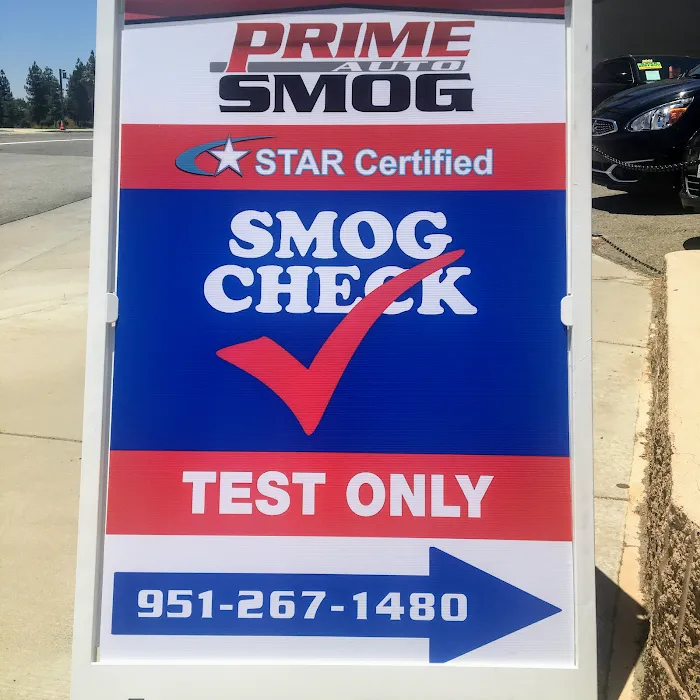 PRIME
AUTO
SMOG
STAR Certified
SMOG
CHECK
TEST ONLY
951-267-1480